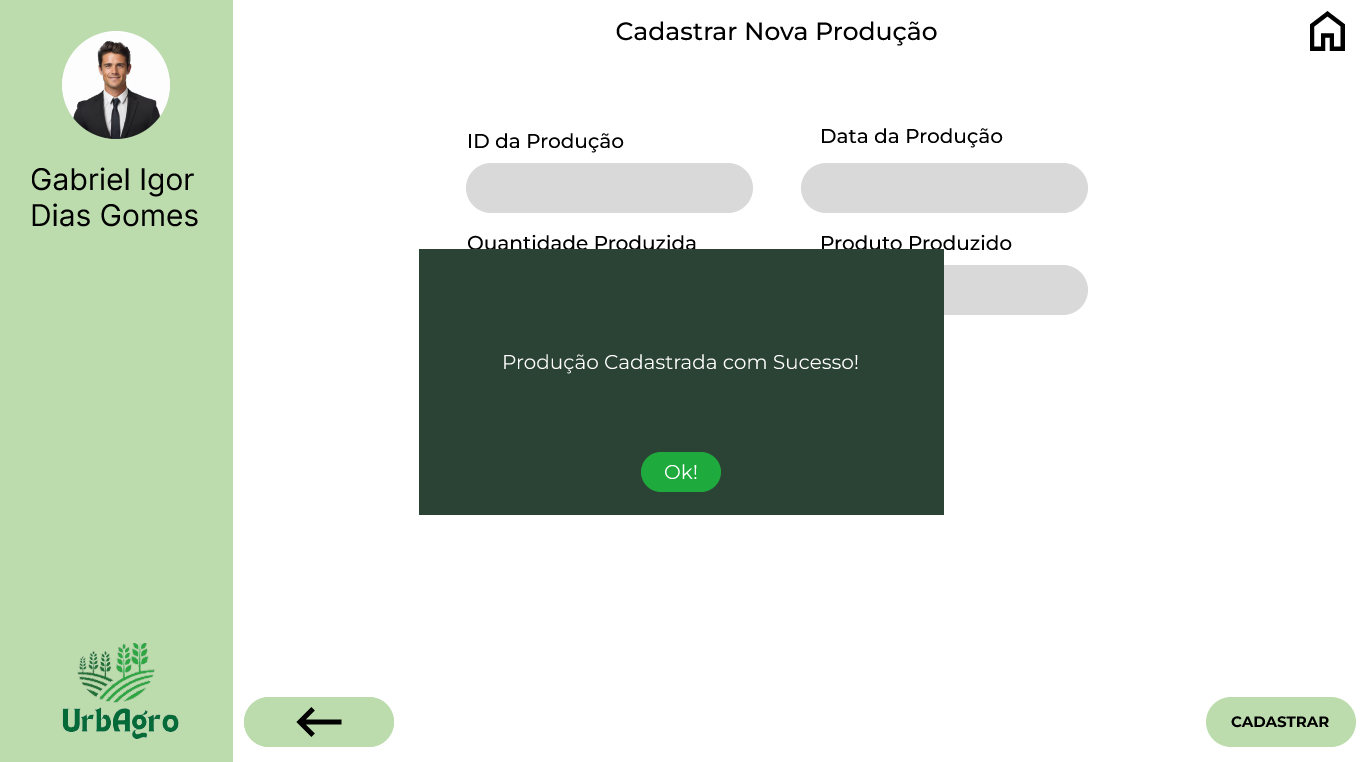 Cadastrar Nova Produção
Gabriel Igor
Dias Gomes
ID da Produção
Data da Produção
Quantidade Produzida
Produto Produzido
Produção Cadastrada com Sucesso!
Ok!
UrbAgro
CADASTRAR